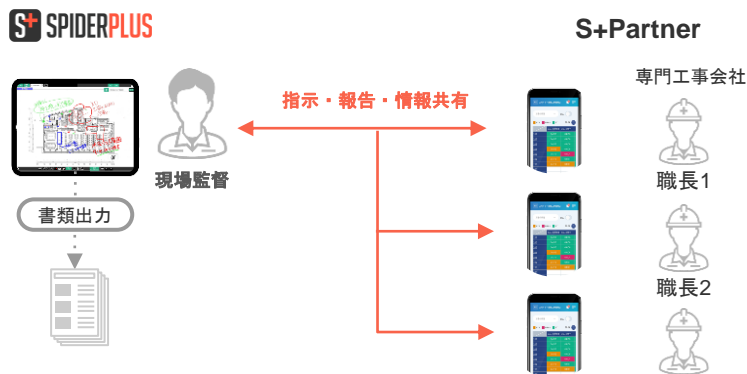 S+ SPIDERPLUS
S+Partner
専門工事会社
指示・報告・情報共有
現場監督
職長1
書類出力
職長2